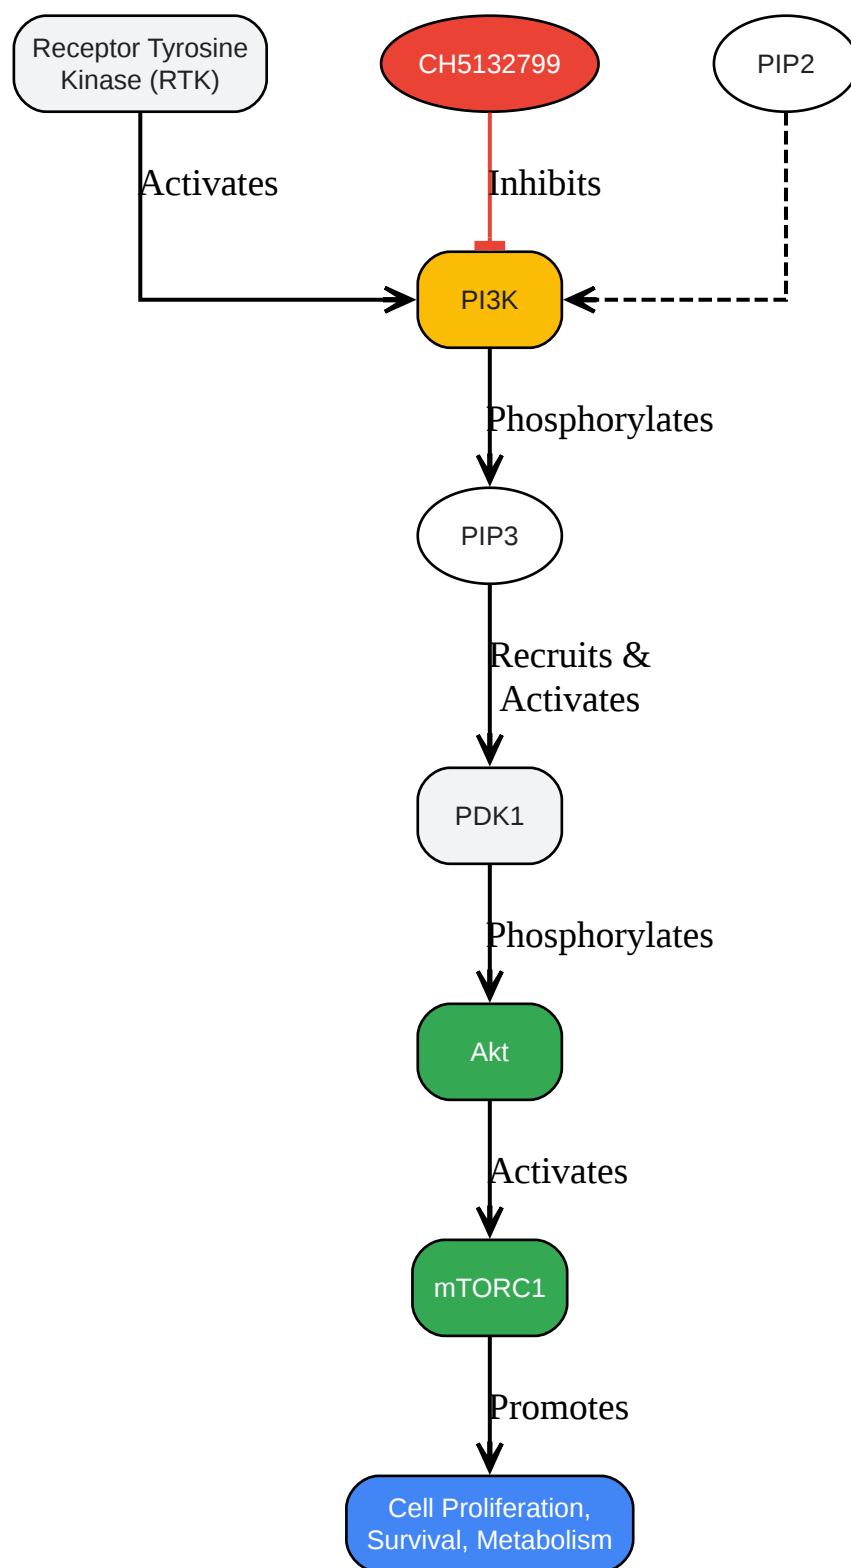 Receptor Tyrosine
Kinase (RTK)
CH5132799
PIP2
Activates
Inhibits
PI3K
Phosphorylates
PIP3
Recruits &
Activates
PDK1
Phosphorylates
Akt
Activates
mTORC1
Promotes
Cell Proliferation,
Survival, Metabolism